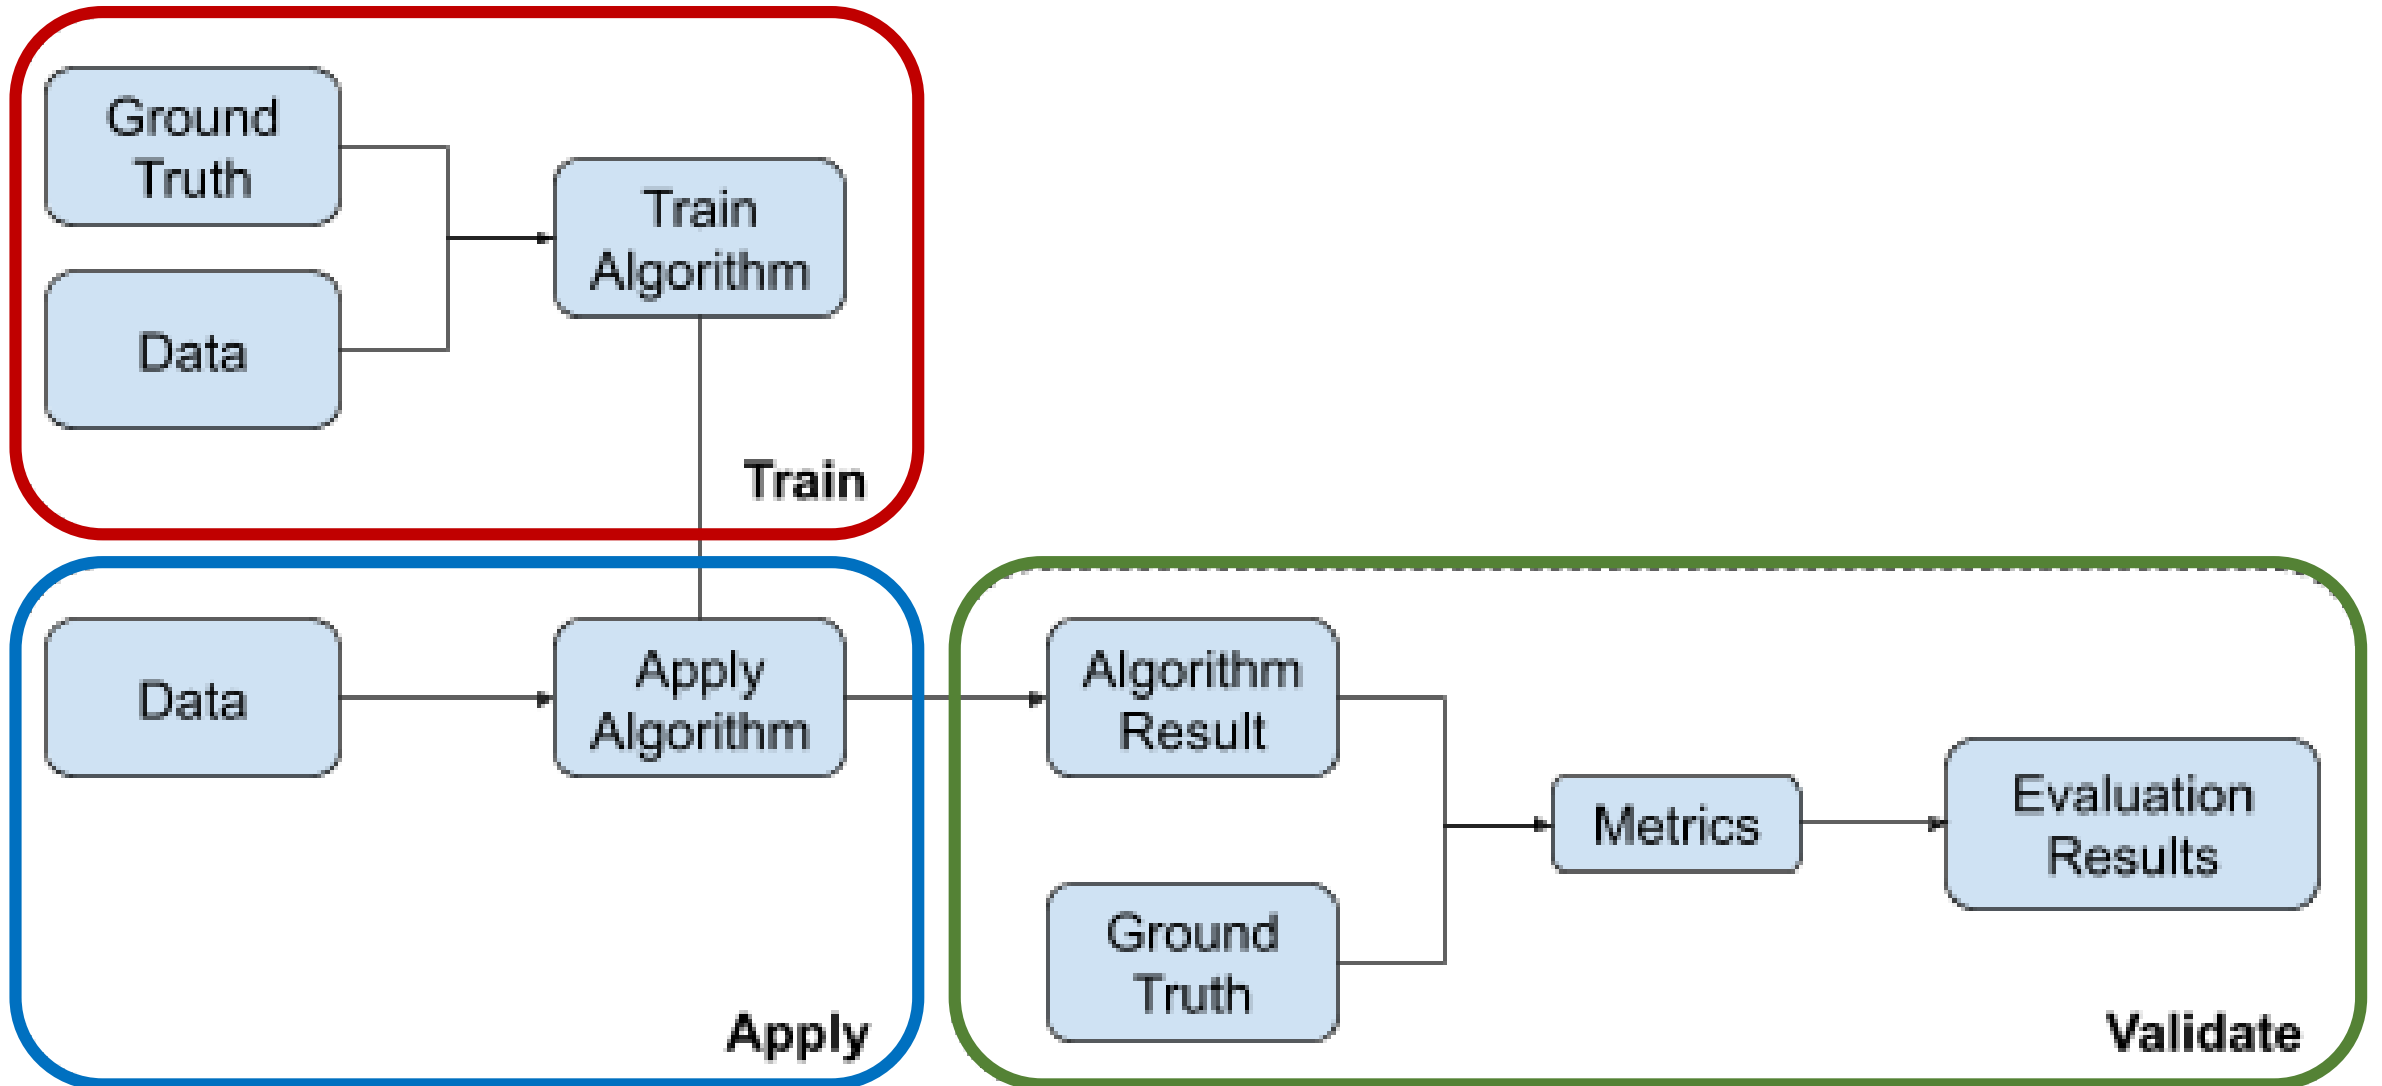 Ground
Truth
Train
Algorithm
Data
Train
Data
Apply
Algorithm
Apply
Algorithm
Result
Metrics
Evaluation
Results
Ground
Truth
Validate